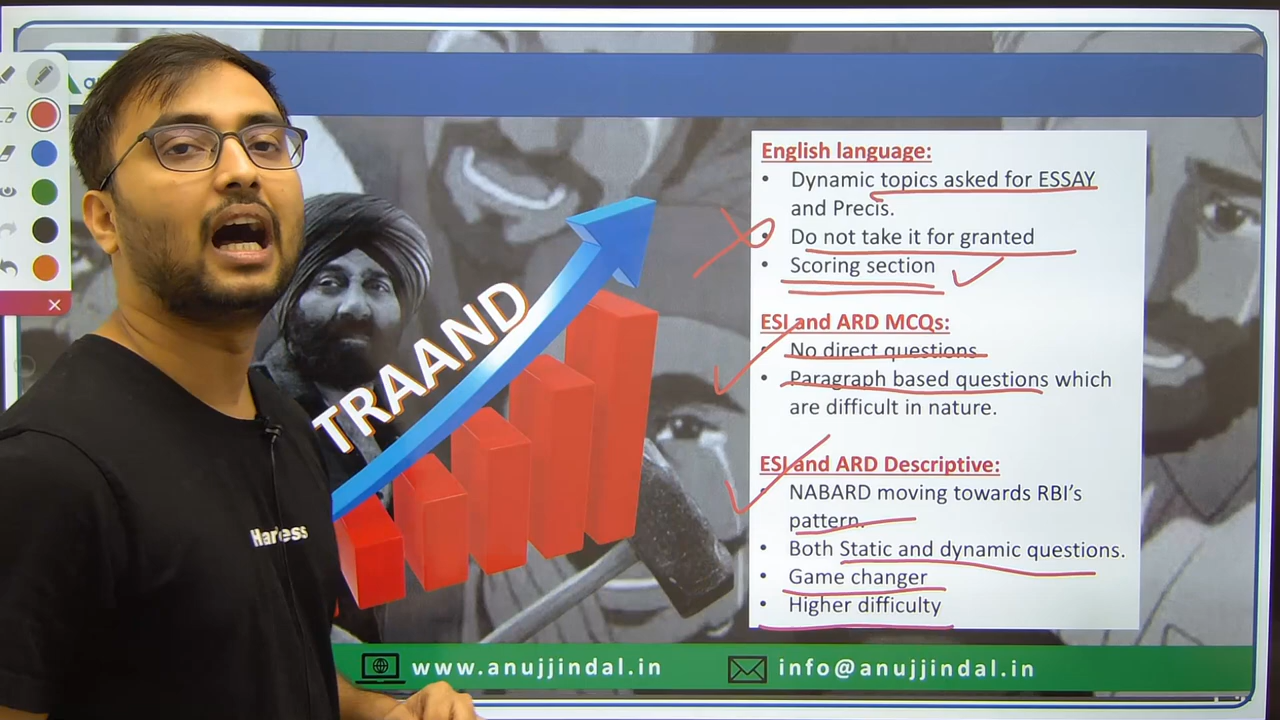 English language:
• Dynamic topics asked for ESSAY
and Precis.
• Do not take it for granted
• Scoring section
TRAAND
ESI and ARD MCQs:
• No direct questions
• Paragraph based questions which
are difficult in nature.
ESI and ARD Descriptive:
• NABARD moving towards RBI's
pattern.
• Both Static and dynamic questions.
• Game changer
• Higher difficulty
www.anujjindal.in
info@anujjindal.in